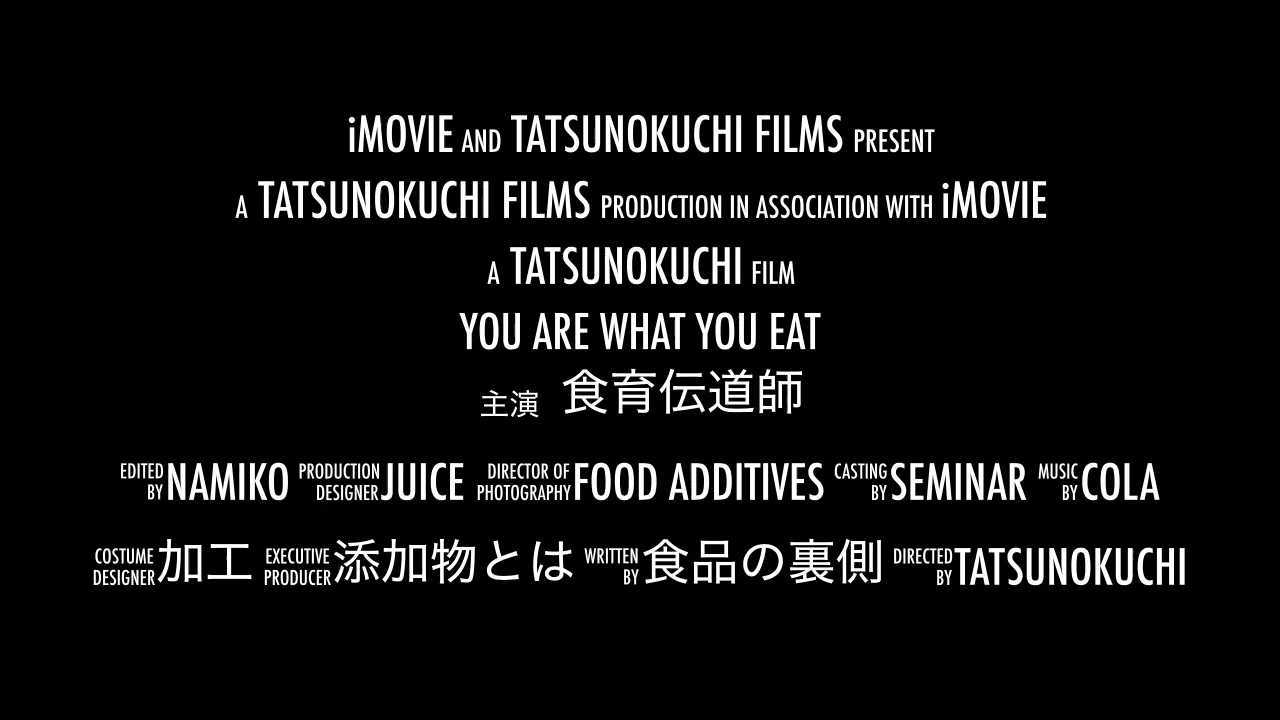 iMOVIE AND TATSUNOKUCHI FILMS PRESENT
A TATSUNOKUCHI FILMS PRODUCTION IN ASSOCIATION WITH iMOVIE
A TATSUNOKUCHI FILM
YOU ARE WHAT YOU EAT
主演 食育伝道師
EDITED BY NAMIKO PRODUCTION DESIGNER JUICE DIRECTOR OF PHOTOGRAPHY FOOD ADDITIVES CASTING BY SEMINAR MUSIC BY COLA
COSTUME DESIGNER 加工 EXECUTIVE PRODUCER 添加物とは WRITTEN BY 食品の裏側 DIRECTED BY TATSUNOKUCHI